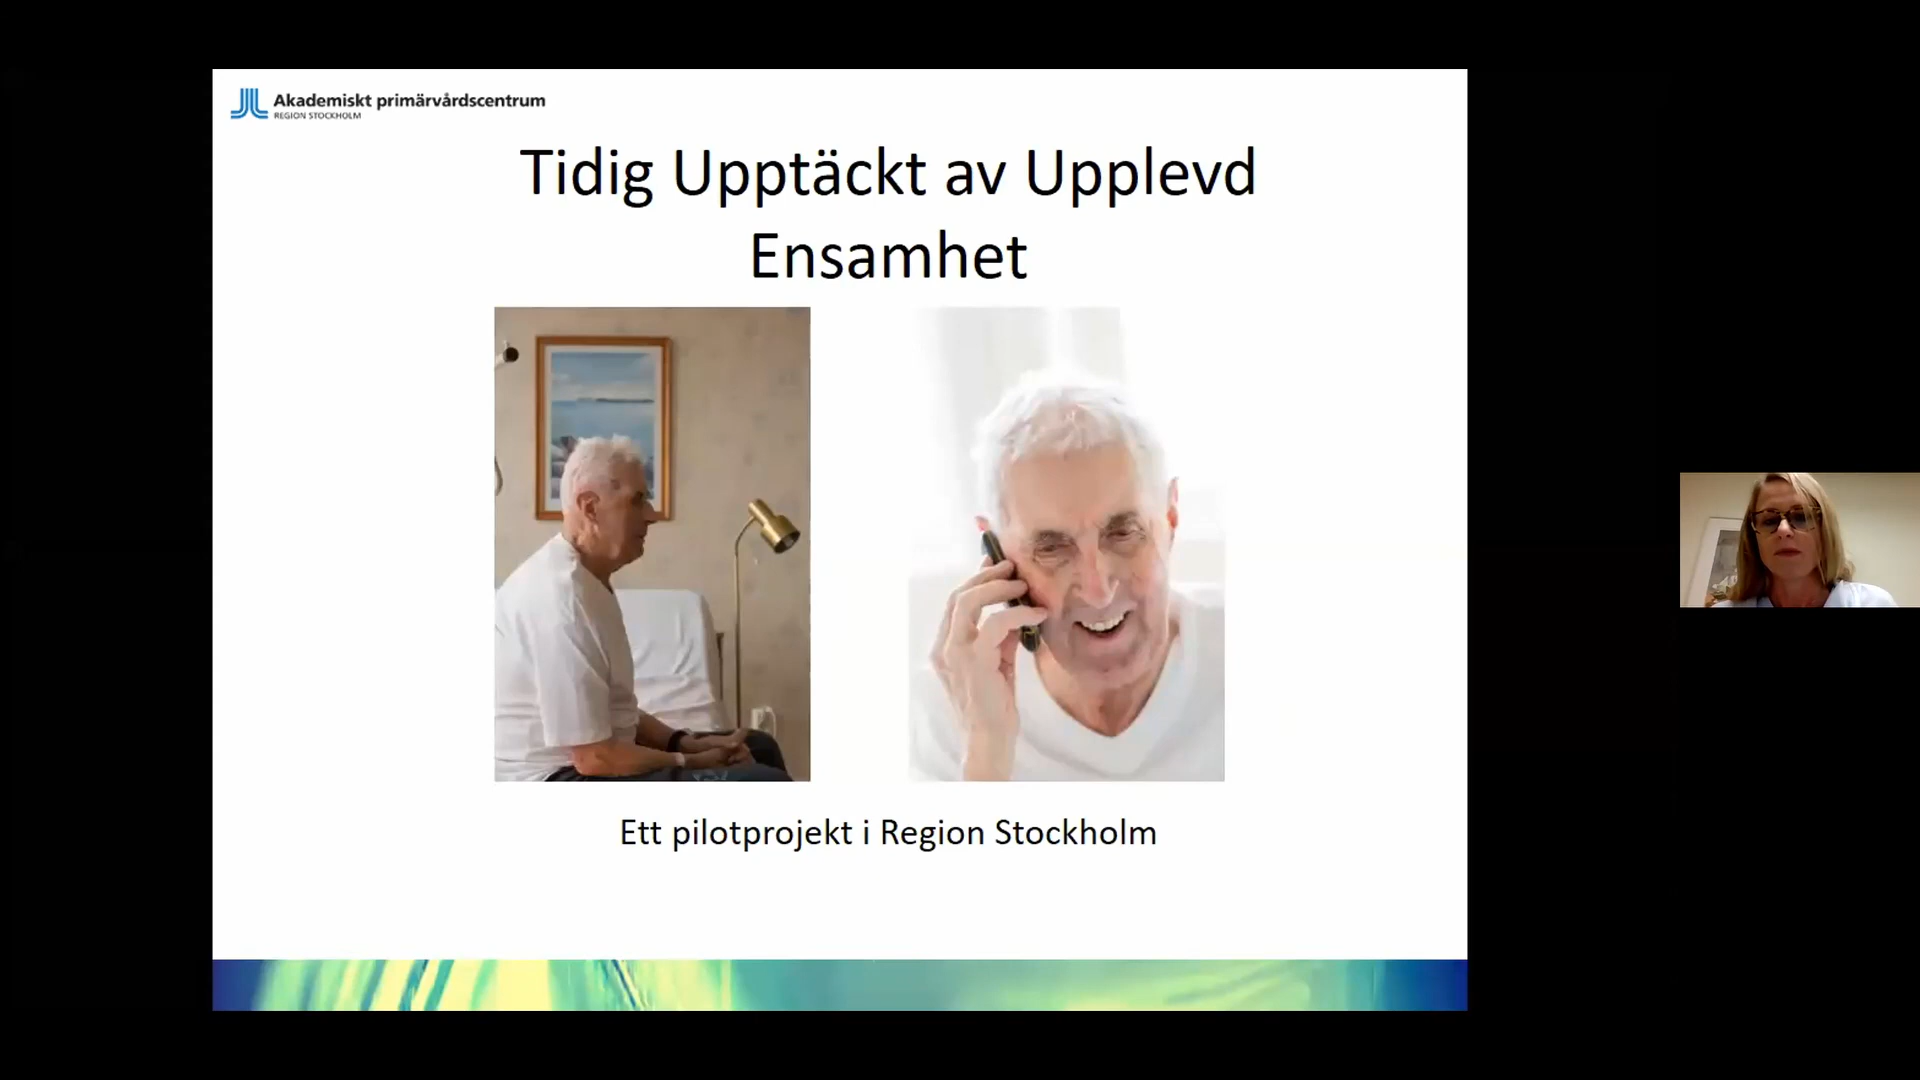 Akademiskt primärvårdscentrum
REGION STOCKHOLM
Tidig Upptäckt av Upplevd
Ensamhet
Ett pilotprojekt i Region Stockholm